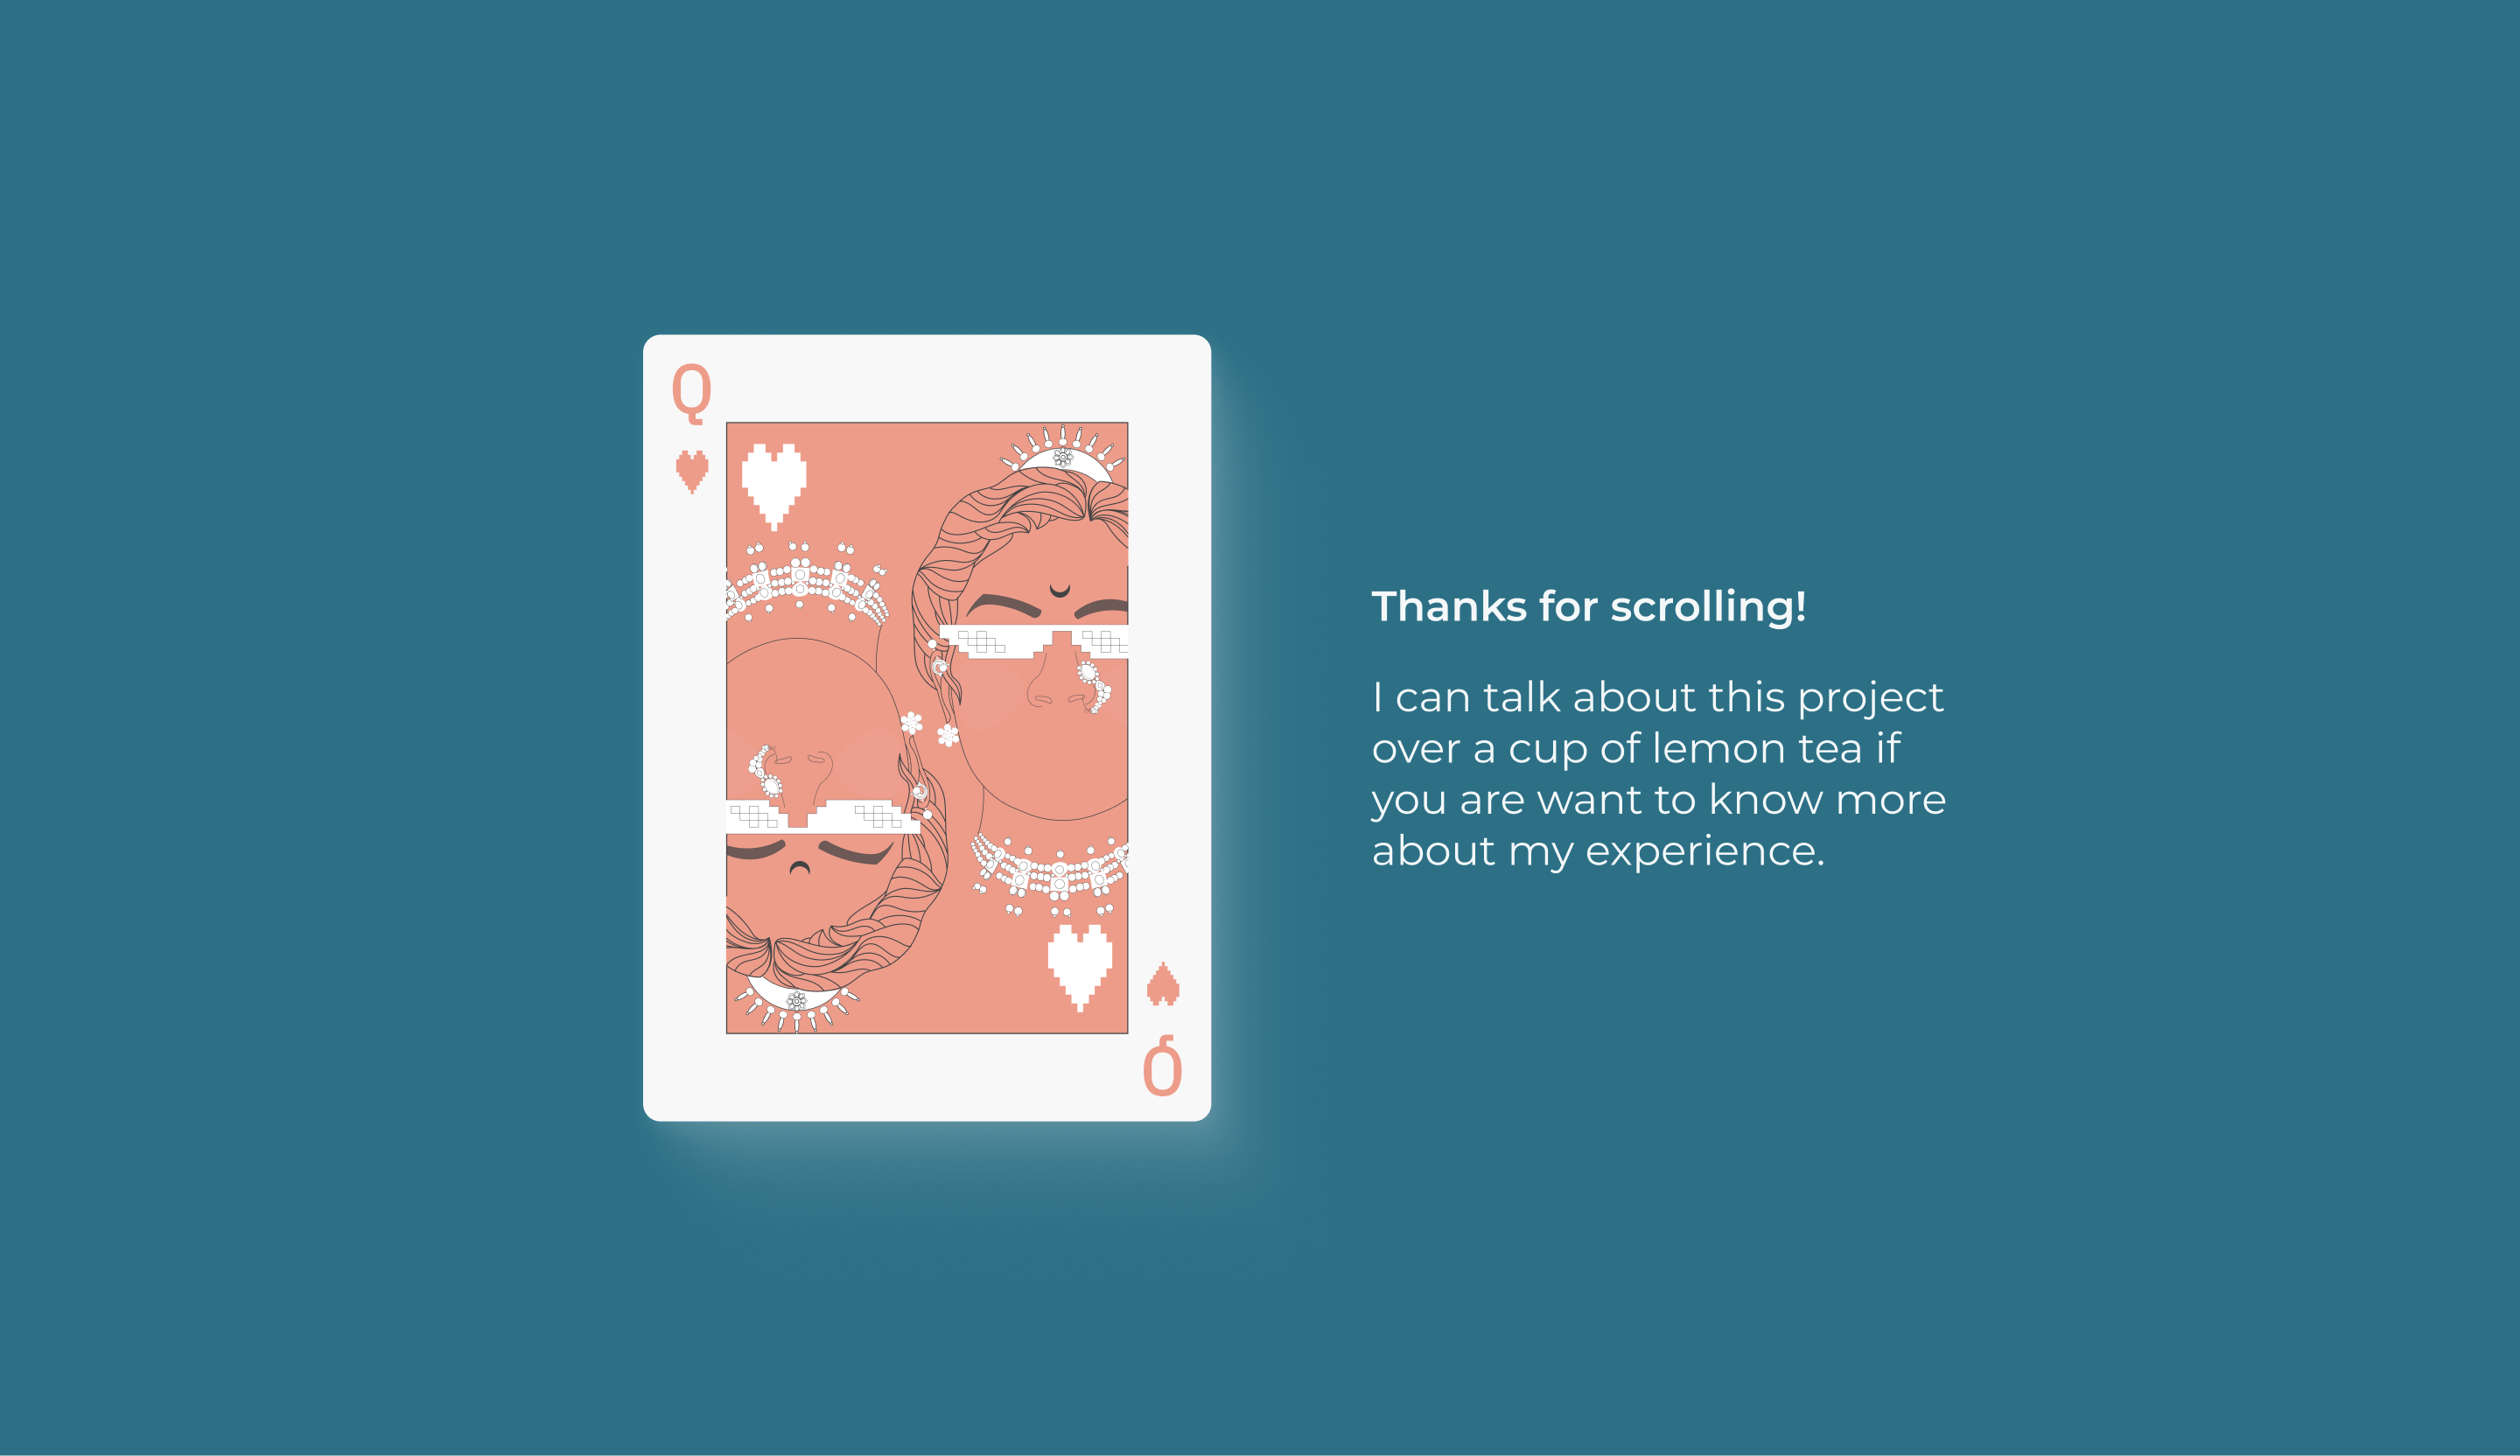 Q
Thanks for scrolling!
I can talk about this project
over a cup of lemon tea if
you are want to know more
about my experience.
Q